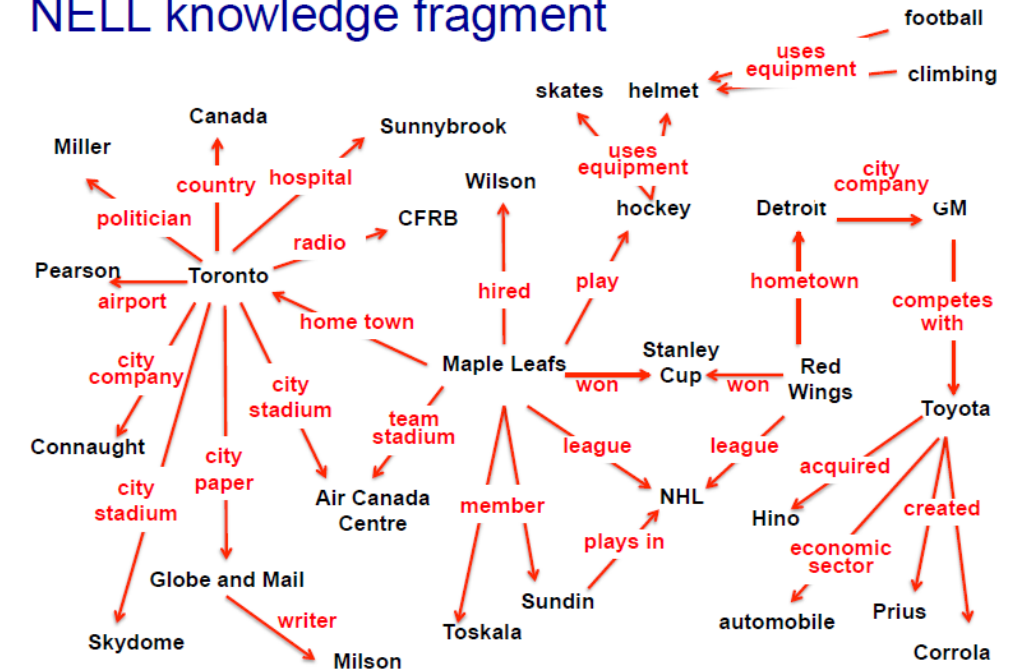 NELL knowledge fragment
football
uses
equipment
climbing
skates
helmet
Canada
Sunnybrook
Miller
uses
equipment
country
hospital
Wilson
city
company
politician
CFRB
hockey
Detroit
GM
radio
Pearson
Toronto
airport
hired
play
hometown
competes
with
home town
city
company
Maple Leafs
Stanley
Cup
won
won
Red
Wings
city
stadium
team
stadium
Toyota
Connaught
league
league
city
paper
acquired
city
stadium
Air Canada
Centre
member
NHL
Hino
created
plays in
economic
sector
Globe and Mail
Sundin
automobile
Prius
writer
Toskala
Skydome
Milson
Corrola